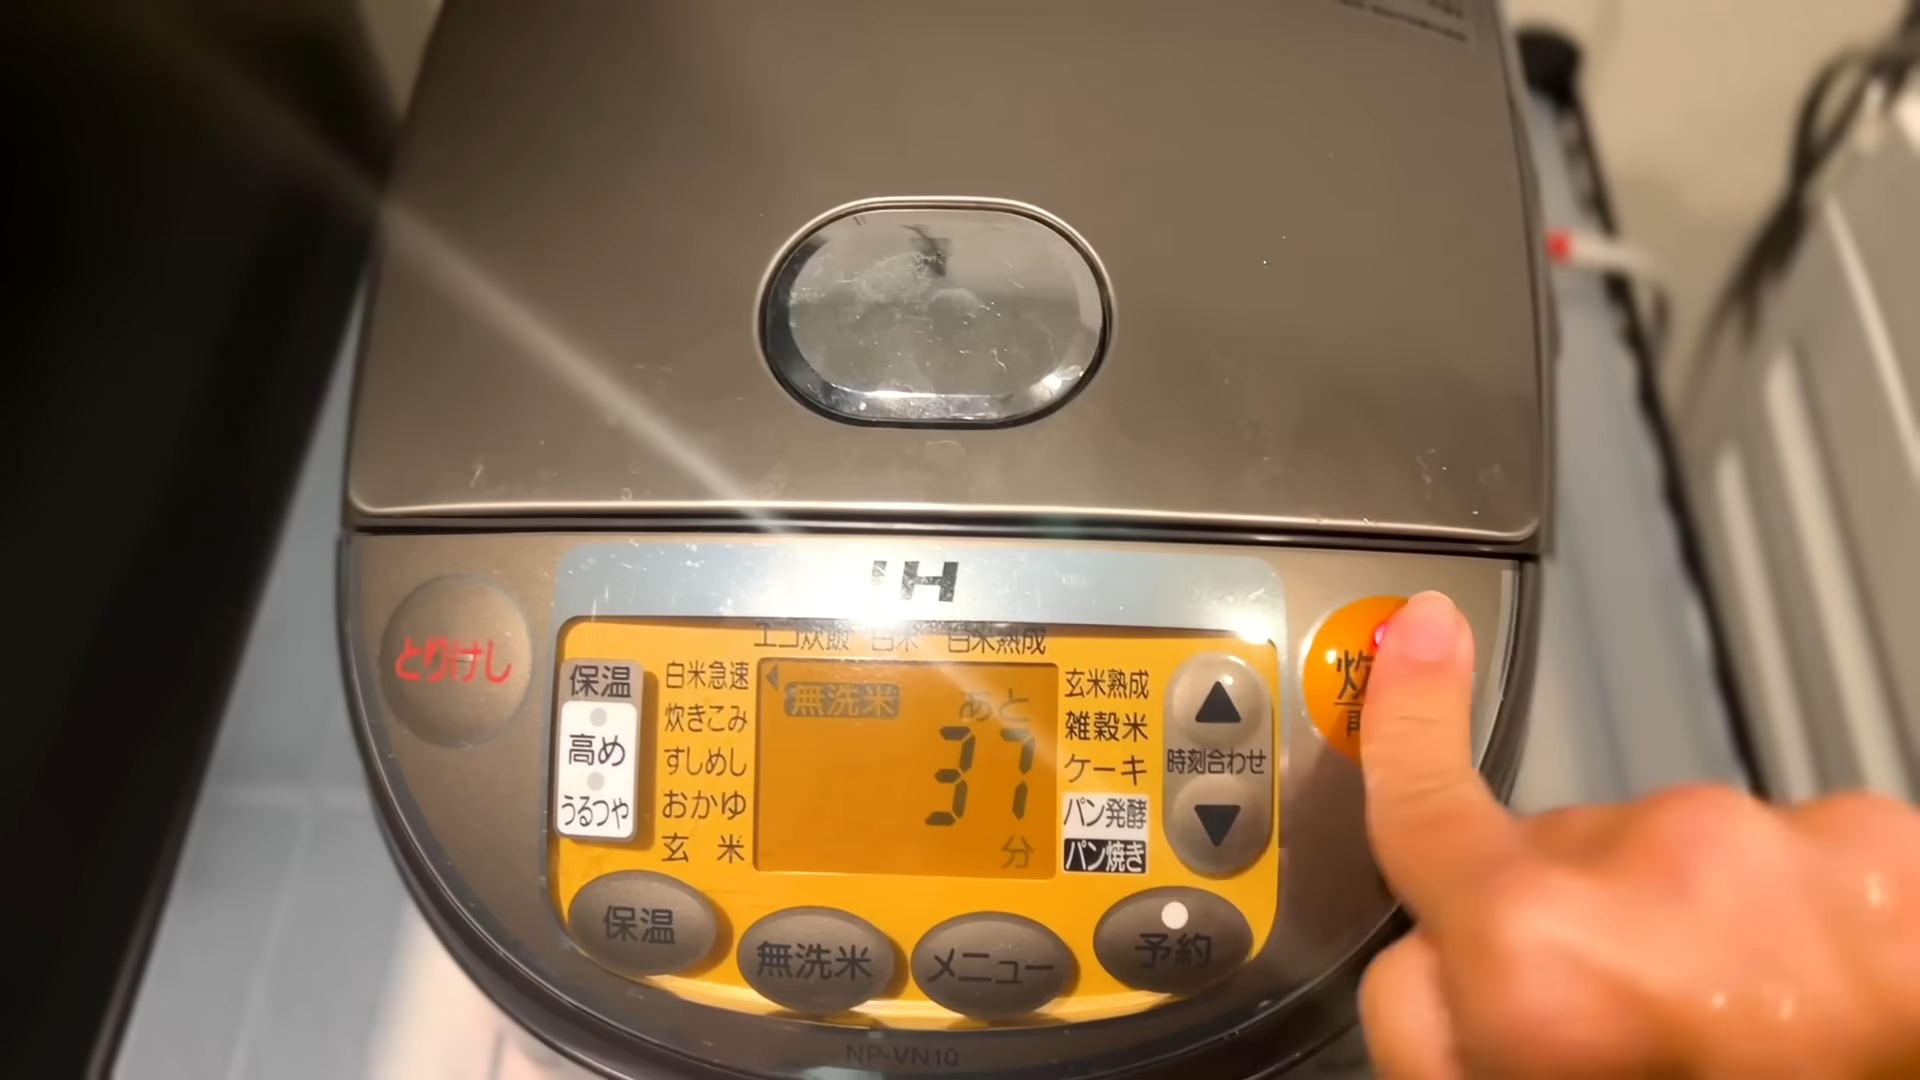 IH
とりけし
エコ炊飯 白米 白米熟成
保温
高め
うるつや
白米急速
炊きこみ
すしめし
おかゆ
玄米
無洗米 あと
37
分
玄米熟成
雑穀米
ケーキ
パン発酵
パン焼き
時刻合わせ
炊
保温
無洗米
メニュー
予約
NP-VN10